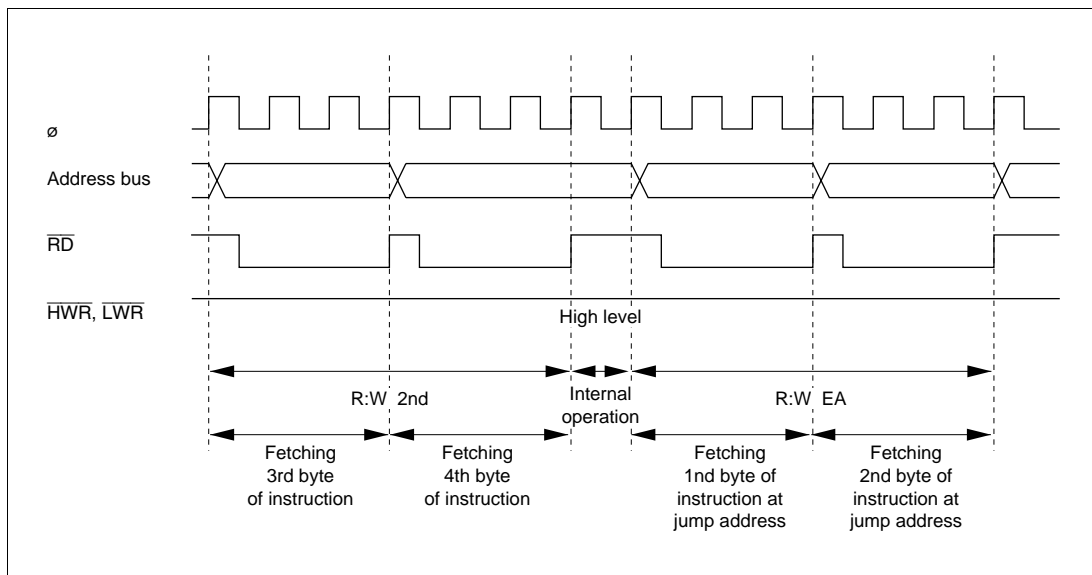 ø
Address bus
RD
HWR, LWR
High level
R:W 2nd
Internal
operation
R:W EA
Fetching
3rd byte
of instruction
Fetching
4th byte
of instruction
Fetching
1nd byte of
instruction at
jump address
Fetching
2nd byte of
instruction at
jump address